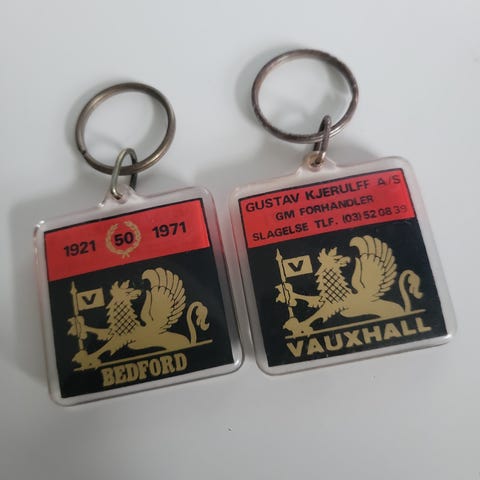 1921 50 1971
V
BEDFORD
GUSTAV KJERULFF A/S
GM FORHANDLER
SLAGELSE TLF. (03) 52 08 39
V
VAUXHALL